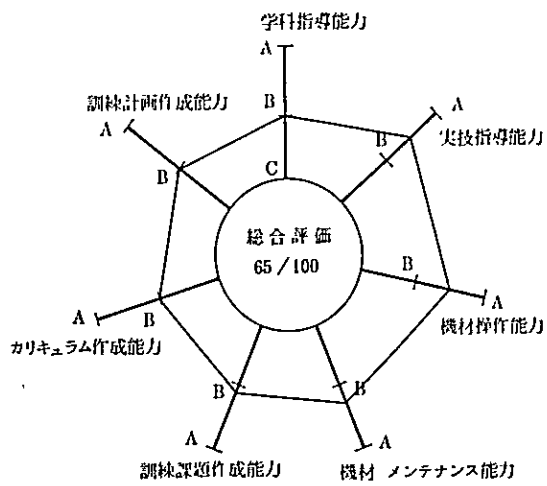 学科指導能力
A
B
C
訓練計画作成能力
A
B
A
実技指導能力
B
総合評価
65/100
B
A
機材操作能力
A
B
カリキュラム作成能力
B
A
訓練課題作成能力
B
A
機材 メンテナンス能力